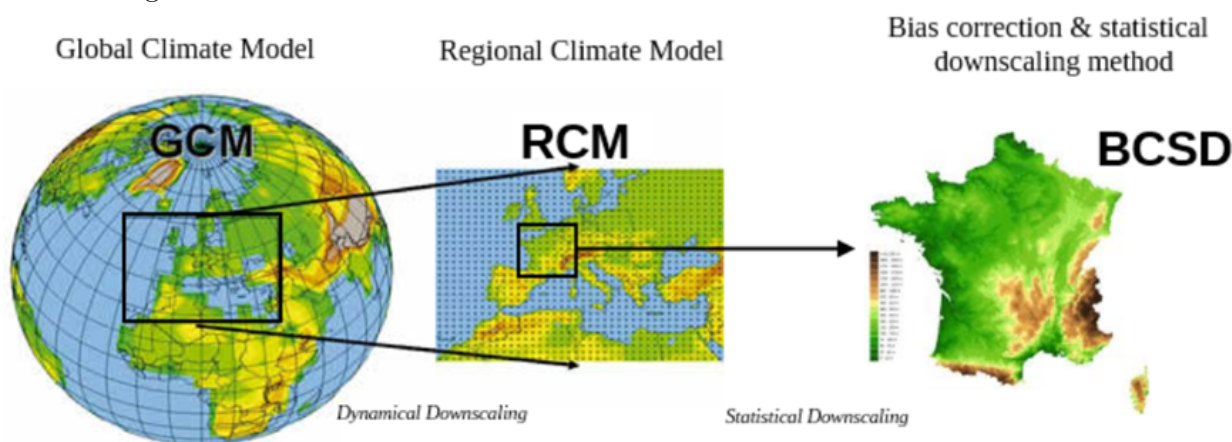 Global Climate Model
Regional Climate Model
Bias correction & statistical
downscaling method
GCM
RCM
BCSD
Dynamical Downscaling
Statistical Downscaling